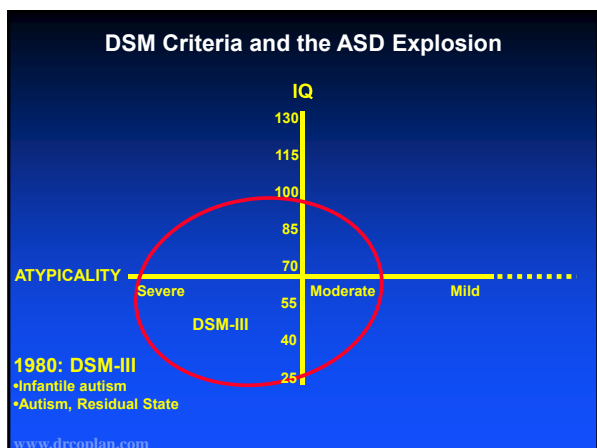 DSM Criteria and the ASD Explosion
IQ
130
115
100
85
70
ATYPICALITY
Severe
Moderate
Mild
55
DSM-III
40
25
1980: DSM-III
•Infantile autism
•Autism, Residual State
www.drcoplan.com